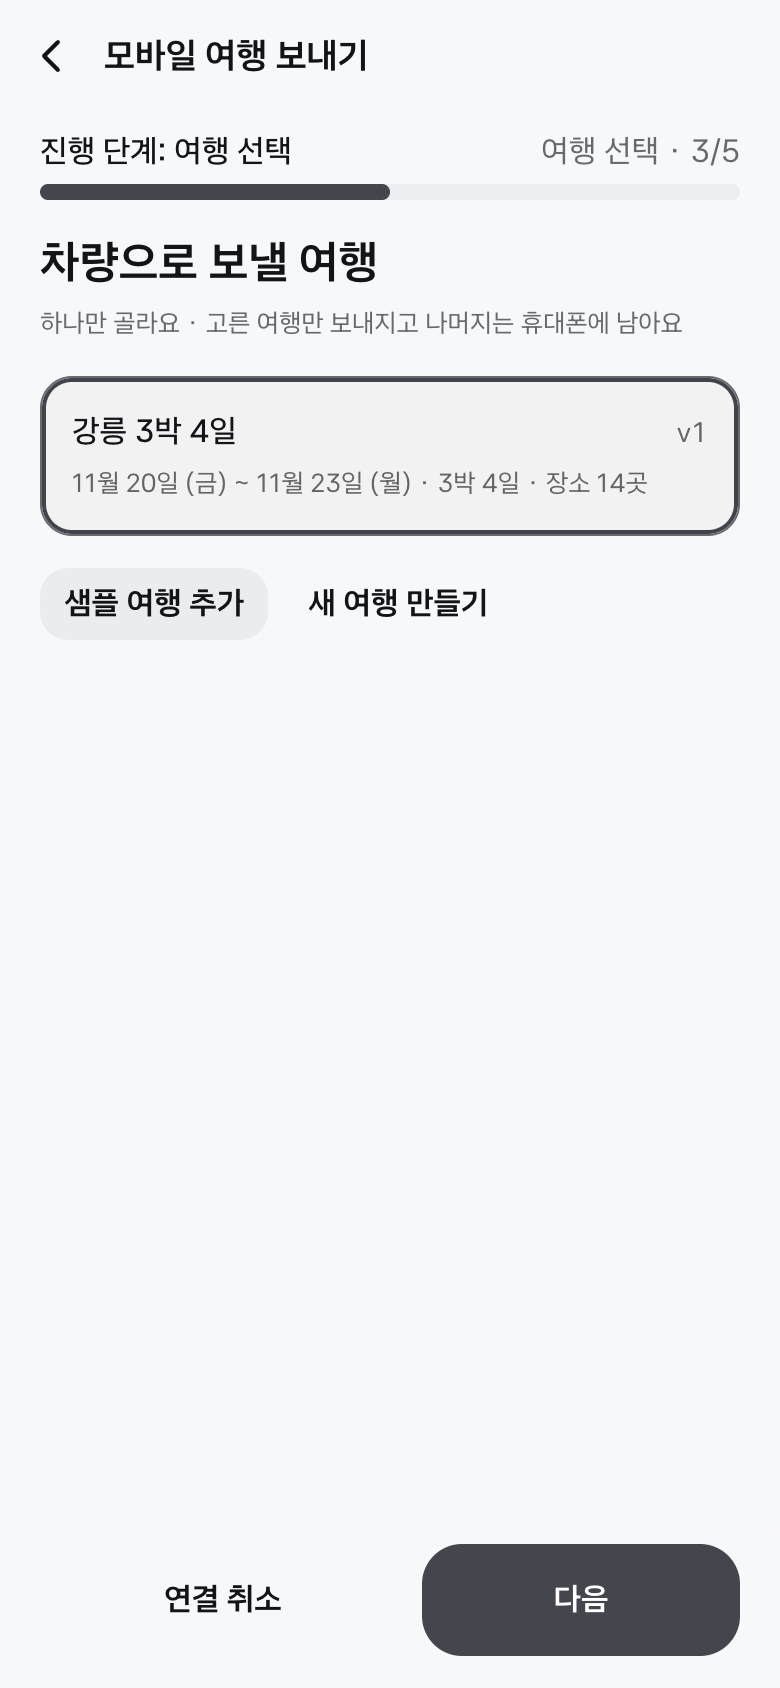 모바일 여행 보내기
진행 단계: 여행 선택
여행 선택 · 3/5
차량으로 보낼 여행
하나만 골라요 · 고른 여행만 보내지고 나머지는 휴대폰에 남아요
강릉 3박 4일
v1
11월 20일 (금) ~ 11월 23일 (월) · 3박 4일 · 장소 14곳
샘플 여행 추가
새 여행 만들기
연결 취소
다음